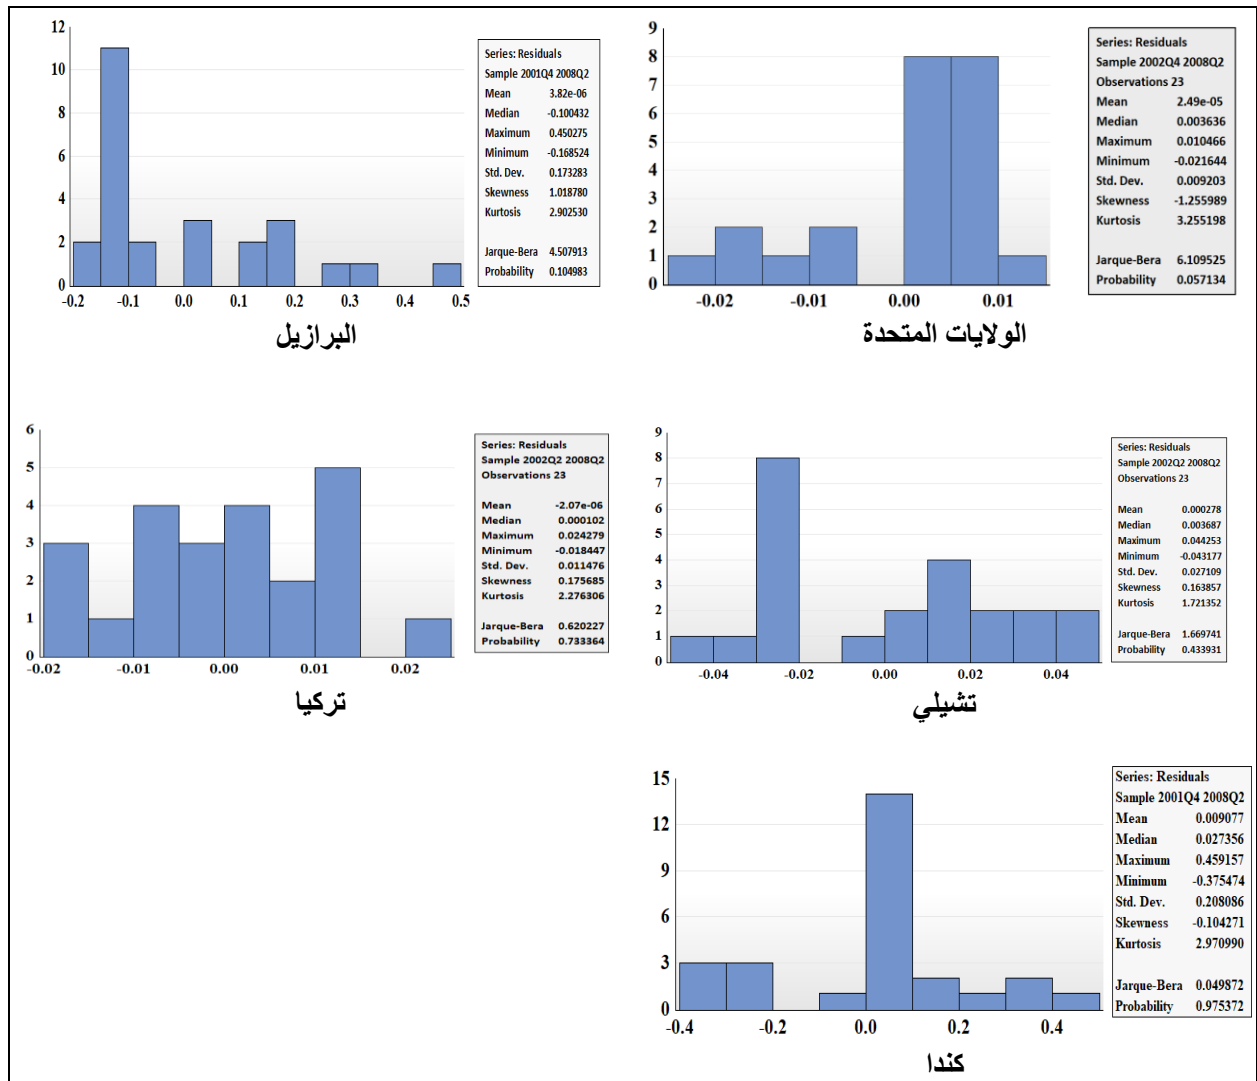 12
10
8
6
4
2
0
-0.2 -0.1 0.0 0.1 0.2 0.3 0.4 0.5
Series: Residuals
Sample 2001Q4 2008Q2
Mean 3.82e-06
Median -0.100432
Maximum 0.450275
Minimum -0.168524
Std. Dev. 0.173283
Skewness 1.018780
Kurtosis 2.902530
Jarque-Bera 4.507913
Probability 0.104983
البرازيل
9
8
7
6
5
4
3
2
1
0
-0.02 -0.01 0.00 0.01
Series: Residuals
Sample 2002Q4 2008Q2
Observations 23
Mean 2.49e-05
Median 0.003636
Maximum 0.010466
Minimum -0.021644
Std. Dev. 0.009203
Skewness -1.255989
Kurtosis 3.255198
Jarque-Bera 6.109525
Probability 0.057134
الولايات المتحدة
6
5
4
3
2
1
0
-0.02 -0.01 0.00 0.01 0.02
Series: Residuals
Sample 2002Q2 2008Q2
Observations 23
Mean -2.07e-06
Median 0.000102
Maximum 0.024279
Minimum -0.018447
Std. Dev. 0.011476
Skewness 0.175685
Kurtosis 2.276306
Jarque-Bera 0.620227
Probability 0.733364
تركيا
9
8
7
6
5
4
3
2
1
0
-0.04 -0.02 0.00 0.02 0.04
Series: Residuals
Sample 2002Q2 2008Q2
Observations 23
Mean 0.000278
Median 0.003687
Maximum 0.044253
Minimum -0.043177
Std. Dev. 0.027109
Skewness 0.163857
Kurtosis 1.721352
Jarque-Bera 1.669741
Probability 0.433931
تشيلي
15
12
9
6
3
0
-0.4 -0.2 0.0 0.2 0.4
Series: Residuals
Sample 2001Q4 2008Q2
Mean 0.009077
Median 0.027356
Maximum 0.459157
Minimum -0.375474
Std. Dev. 0.208086
Skewness -0.104271
Kurtosis 2.970990
Jarque-Bera 0.049872
Probability 0.975372
كندا